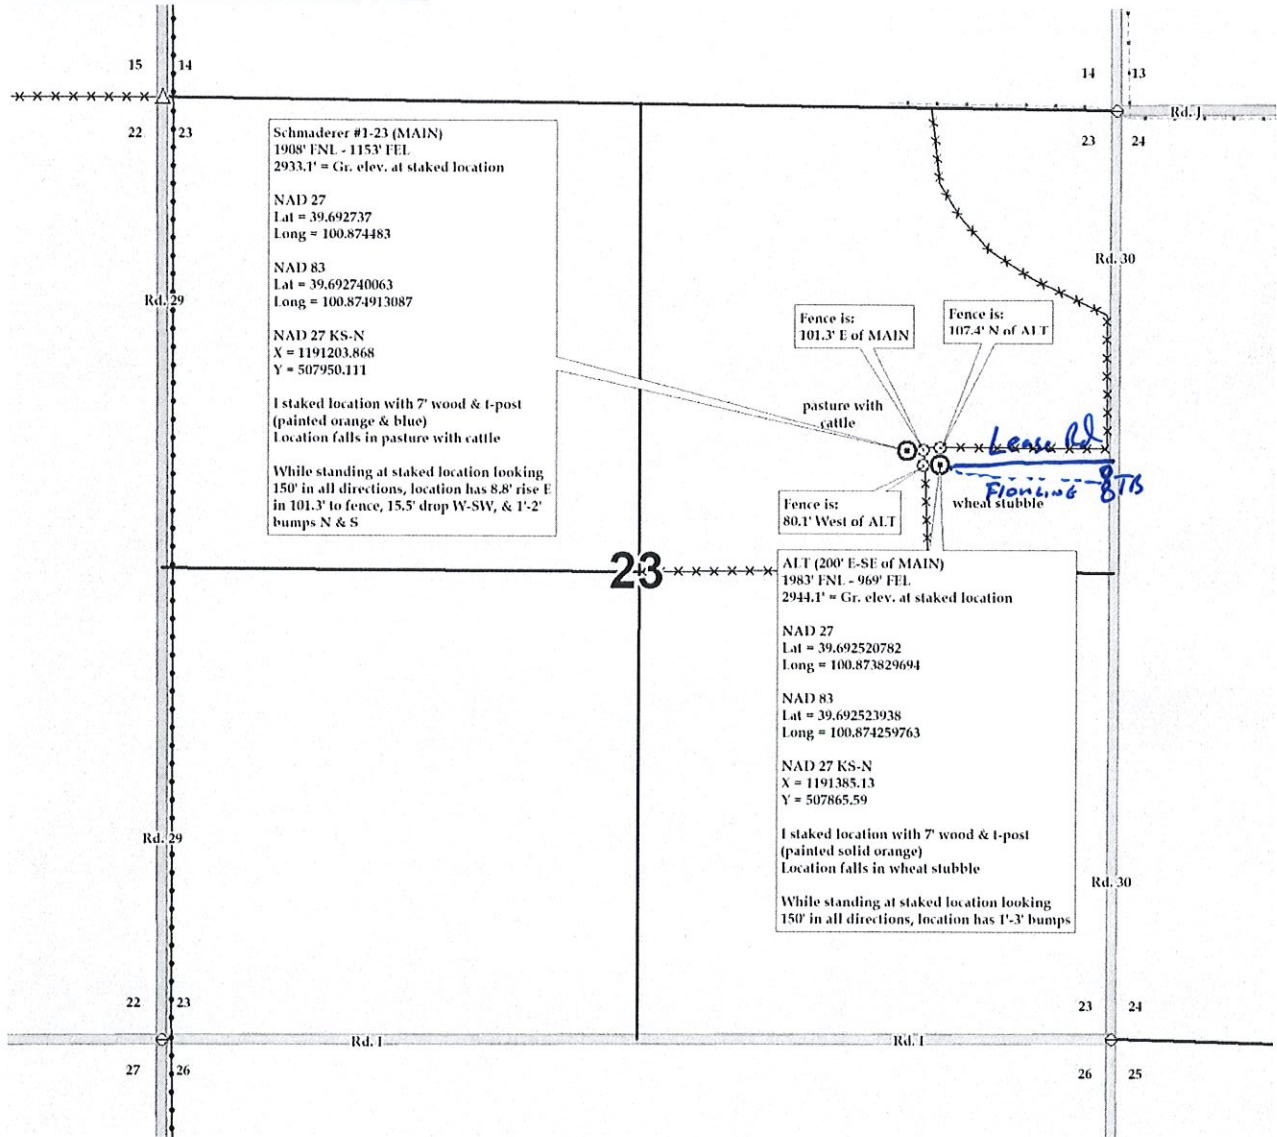 15 14
14 13
22 23
23 24
Rd. J
Schmaderer #1-23 (MAIN)
1908' FNL - 1153' FEL
2933.1' = Gr. elev. at staked location
NAD 27
Lat = 39.692737
Long = 100.874483
NAD 83
Lat = 39.692740063
Long = 100.874913087
NAD 27 KS-N
X = 1191203.868
Y = 507950.111
I staked location with 7' wood & t-post
(painted orange & blue)
Location falls in pasture with cattle
While standing at staked location looking
150' in all directions, location has 8.8' rise E
in 101.3' to fence, 15.5' drop W-SW, & 1'-2'
bumps N & S
Rd. 29
Rd. 30
Fence is:
101.3' E of MAIN
Fence is:
107.4' N of ALT
pasture with
cattle
Lease Rd
Flowline
TB
wheat stubble
Fence is:
80.1' West of ALT
23
ALT (200' E-SE of MAIN)
1983' FNL - 969' FEL
2944.1' = Gr. elev. at staked location
NAD 27
Lat = 39.692520782
Long = 100.873829694
NAD 83
Lat = 39.692523938
Long = 100.874259763
NAD 27 KS-N
X = 1191385.13
Y = 507865.59
I staked location with 7' wood & t-post
(painted solid orange)
Location falls in wheat stubble
While standing at staked location looking
150' in all directions, location has 1'-3' bumps
Rd. 29
Rd. 30
22 23
23 24
Rd. I
Rd. I
27 26
26 25